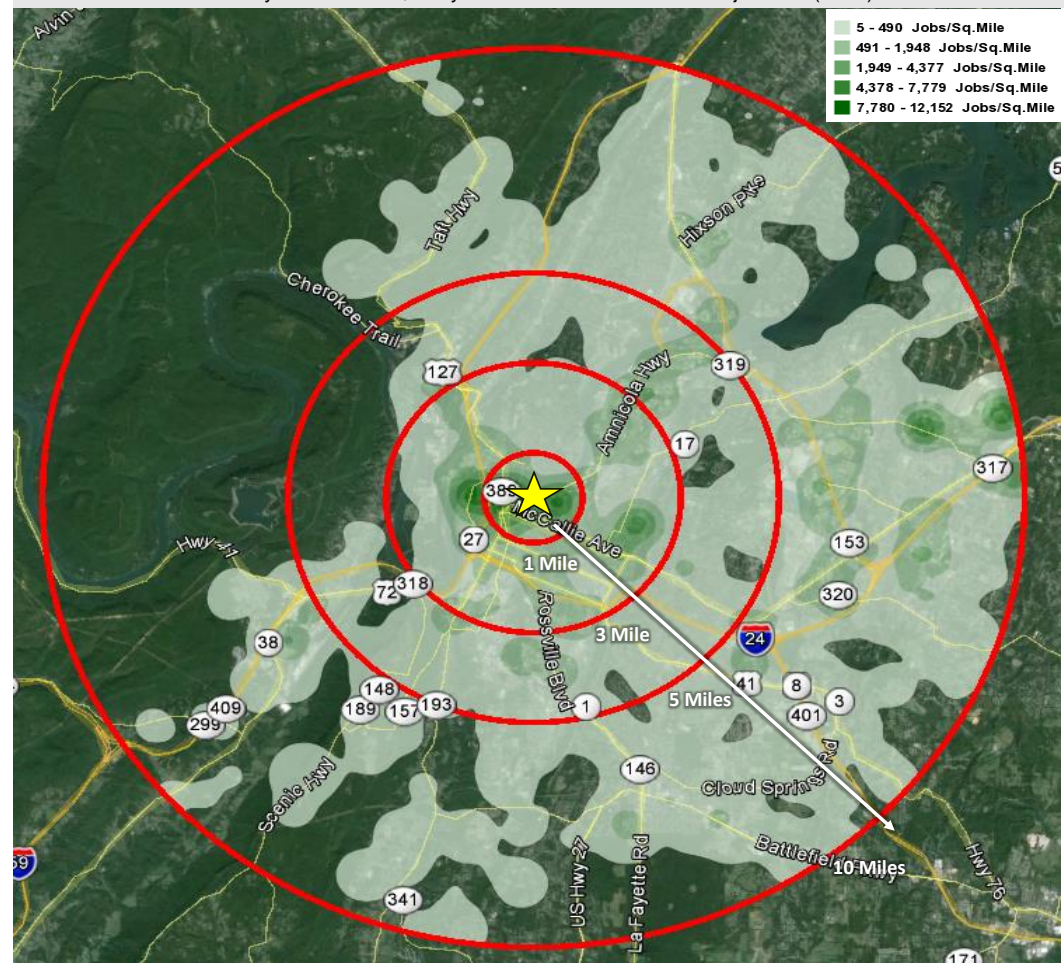 5 - 490 Jobs/Sq.Mile
491 - 1,948 Jobs/Sq.Mile
1,949 - 4,377 Jobs/Sq.Mile
4,378 - 7,779 Jobs/Sq.Mile
7,780 - 12,152 Jobs/Sq.Mile
Taft Hwy
Hixson Pike
Cherokee Trail
127
319
Amnicola Hwy
17
317
McCallie Ave
27
153
Hwy 41
1 Mile
72
318
320
Rossville Blvd
3 Mile
24
38
148
41
8
189
157
193
5 Miles
3
409
299
1
401
146
Cloud Springs Rd
Scenic Hwy
Battlefield
10 Miles
US Hwy 27
La Fayette Rd
Hwy 76
341
171